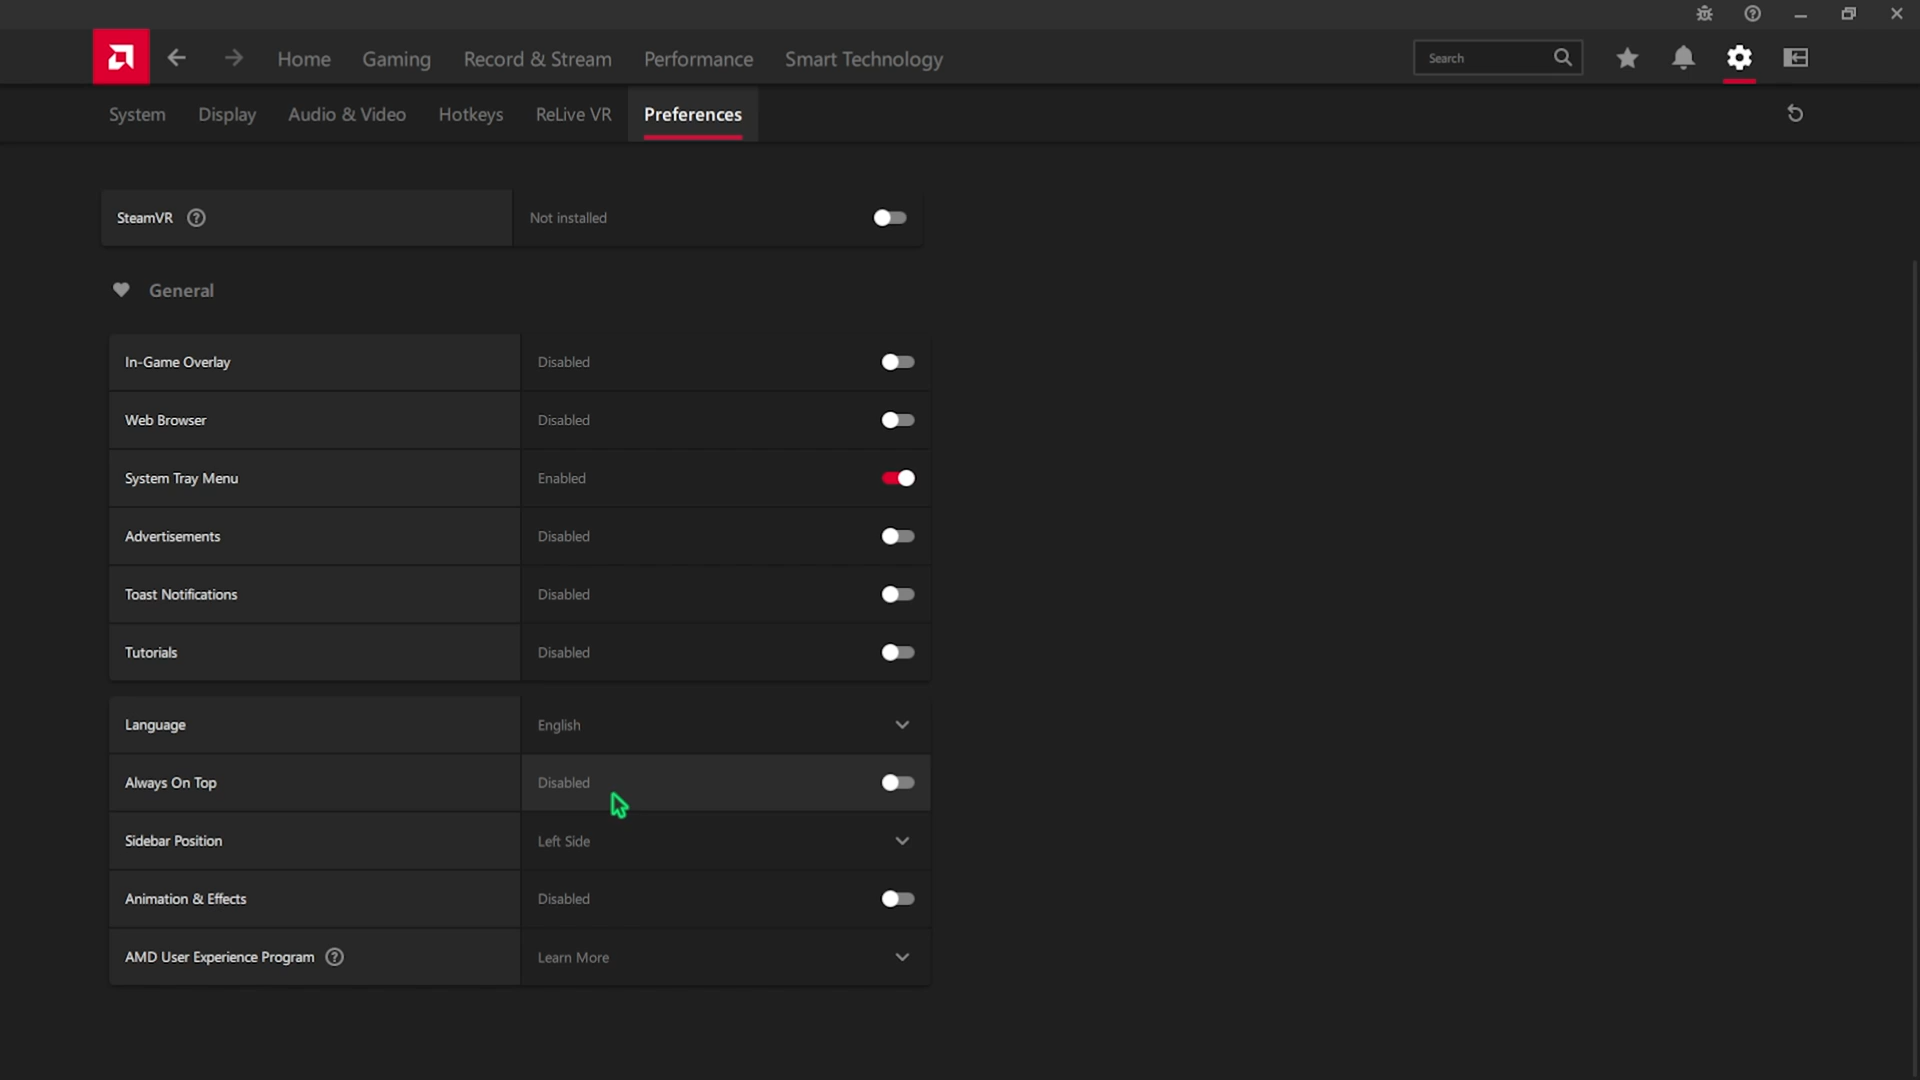 Home Gaming Record & Stream Performance Smart Technology Search
System Display Audio & Video Hotkeys ReLive VR Preferences
SteamVR Not installed
General
In-Game Overlay Disabled
Web Browser Disabled
System Tray Menu Enabled
Advertisements Disabled
Toast Notifications Disabled
Tutorials Disabled
Language English
Always On Top Disabled
Sidebar Position Left Side
Animation & Effects Disabled
AMD User Experience Program Learn More